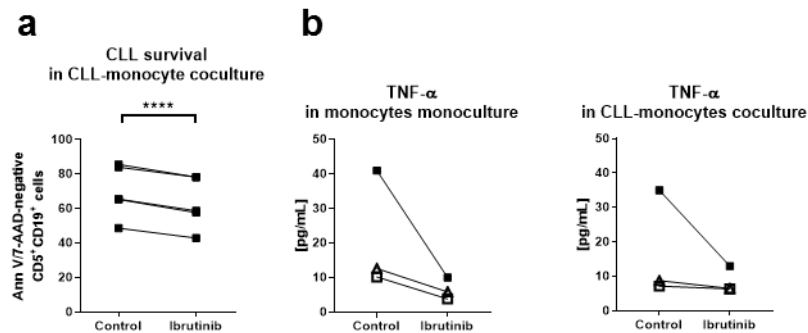 a
CLL survival
in CLL-monocyte coculture
****
Ann V/7-AAD-negative
CD5+CD19+ cells
100
80
60
40
20
0
Control
Ibrutinib
b
TNF-α
in monocytes monoculture
[pg/mL]
50
40
30
20
10
0
Control
Ibrutinib
TNF-α
in CLL-monocytes coculture
[pg/mL]
50
40
30
20
10
0
Control
Ibrutinib